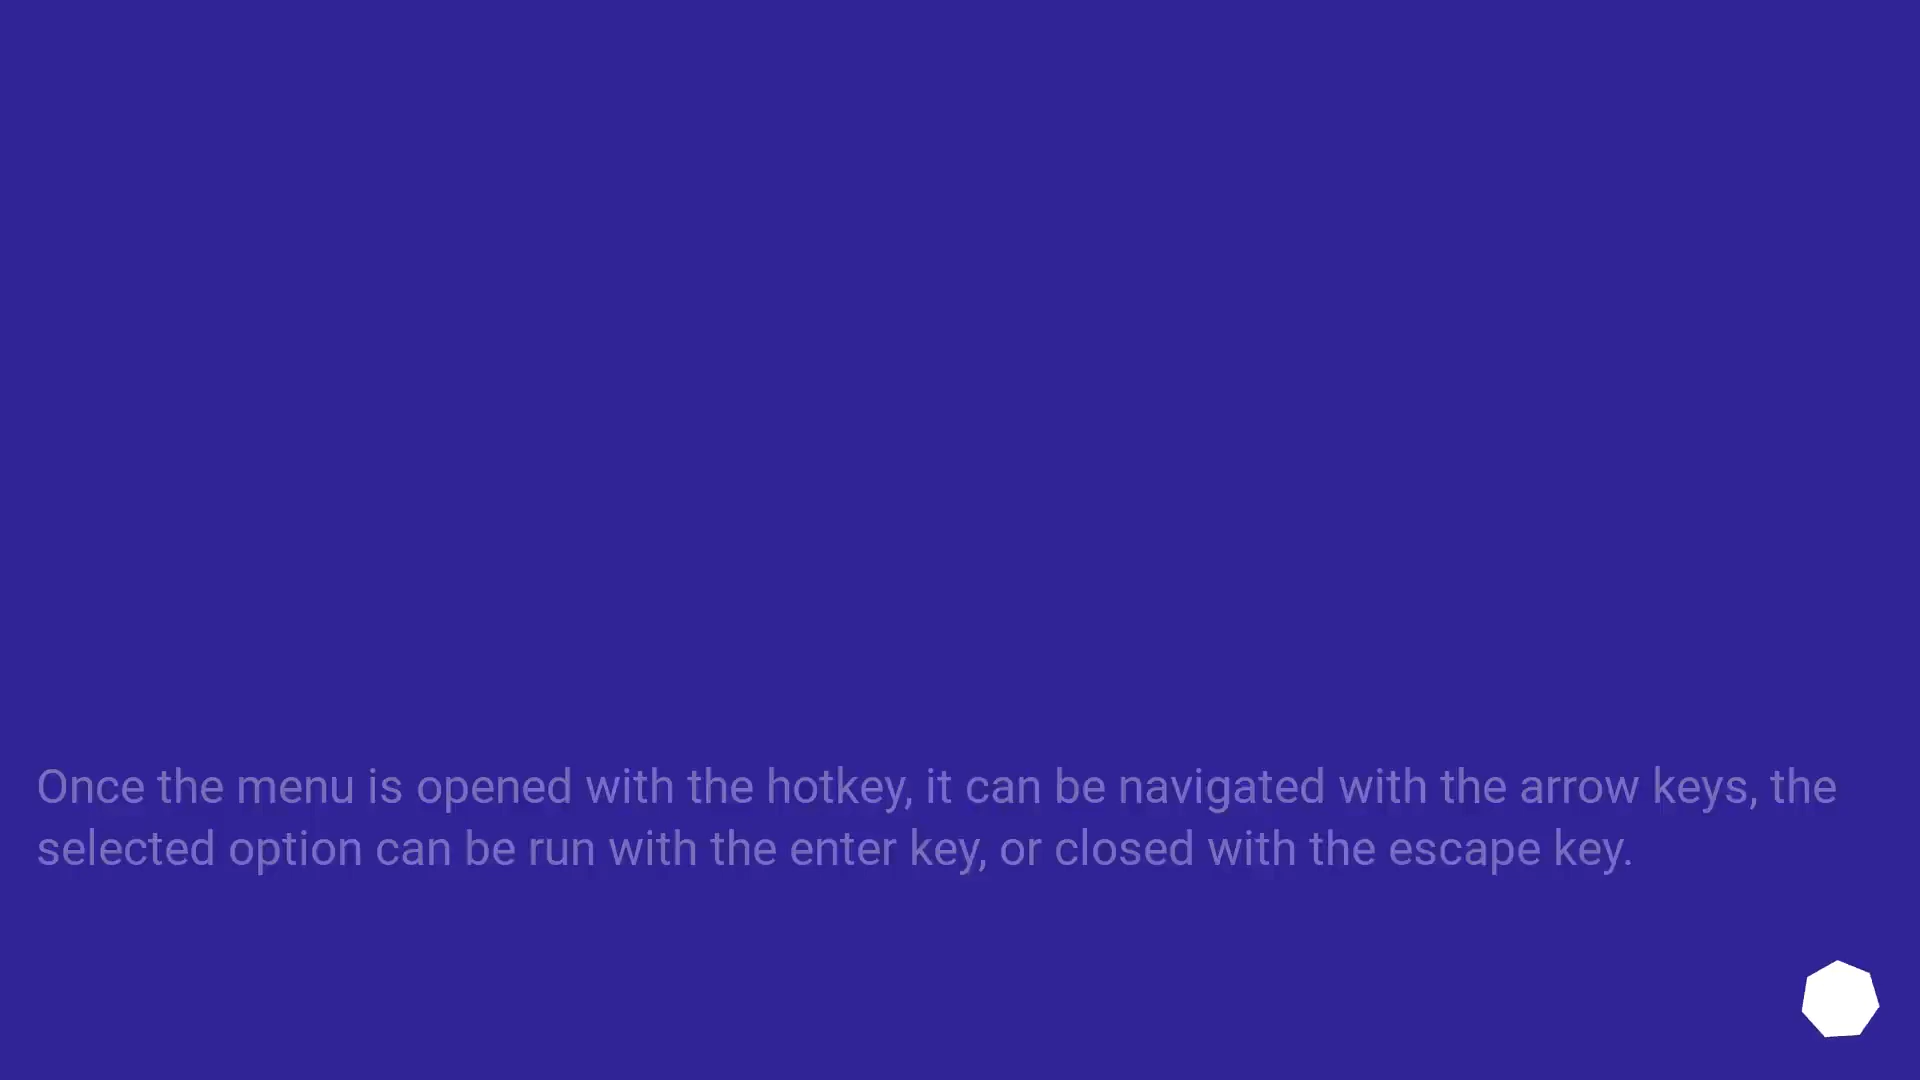 Once the menu is opened with the hotkey, it can be navigated with the arrow keys, the
selected option can be run with the enter key, or closed with the escape key.